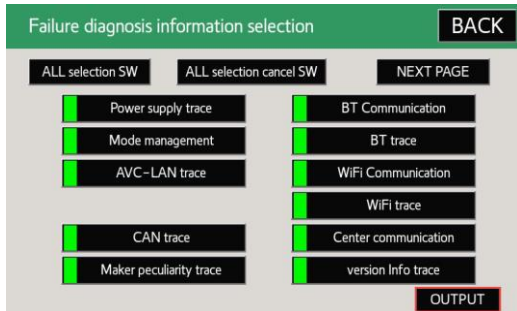 Failure diagnosis information selection
BACK
ALL selection SW
ALL selection cancel SW
NEXT PAGE
Power supply trace
BT Communication
Mode management
BT trace
AVC-LAN trace
WiFi Communication
WiFi trace
CAN trace
Center communication
Maker peculiarity trace
version Info trace
OUTPUT